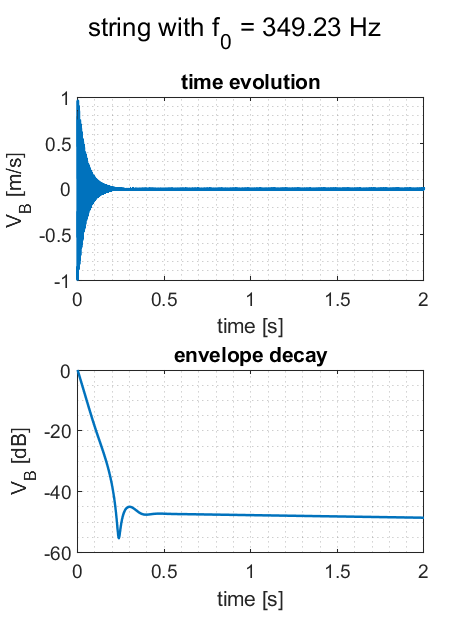 string with f₀ = 349.23 Hz
time evolution
V_B [m/s]
1
0.5
0
-0.5
-1
0 0.5 1 1.5 2
time [s]
envelope decay
V_B [dB]
0
-20
-40
-60
0 0.5 1 1.5 2
time [s]